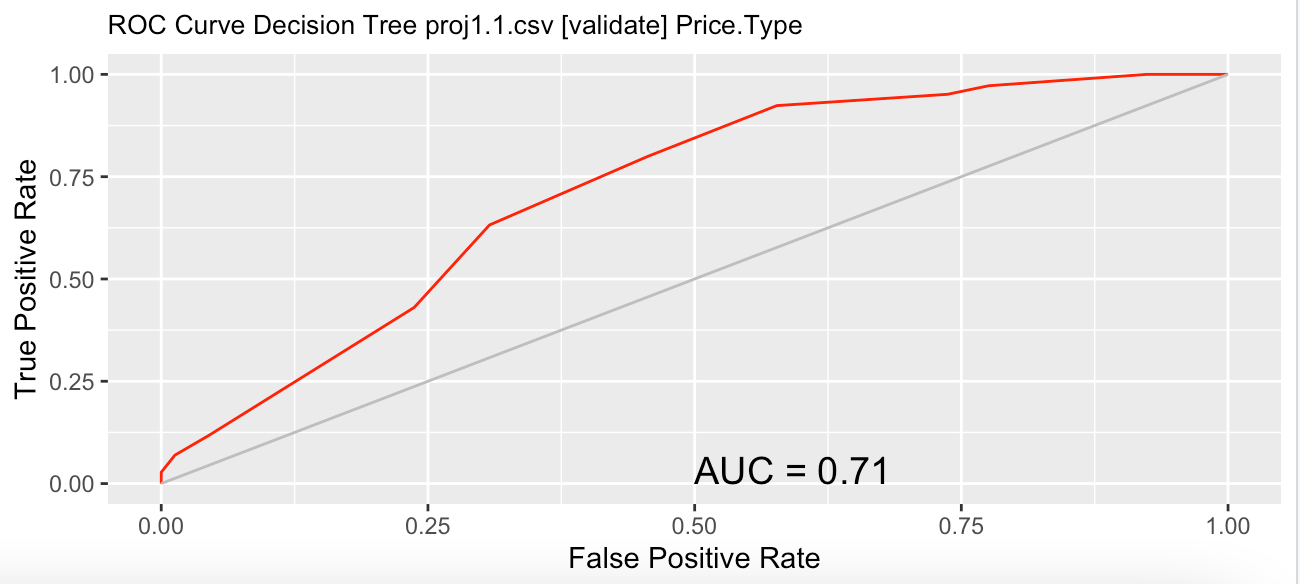 ROC Curve Decision Tree proj1.1.csv [validate] Price.Type
True Positive Rate
1.00
0.75
0.50
0.25
0.00
AUC = 0.71
0.00 0.25 0.50 0.75 1.00
False Positive Rate